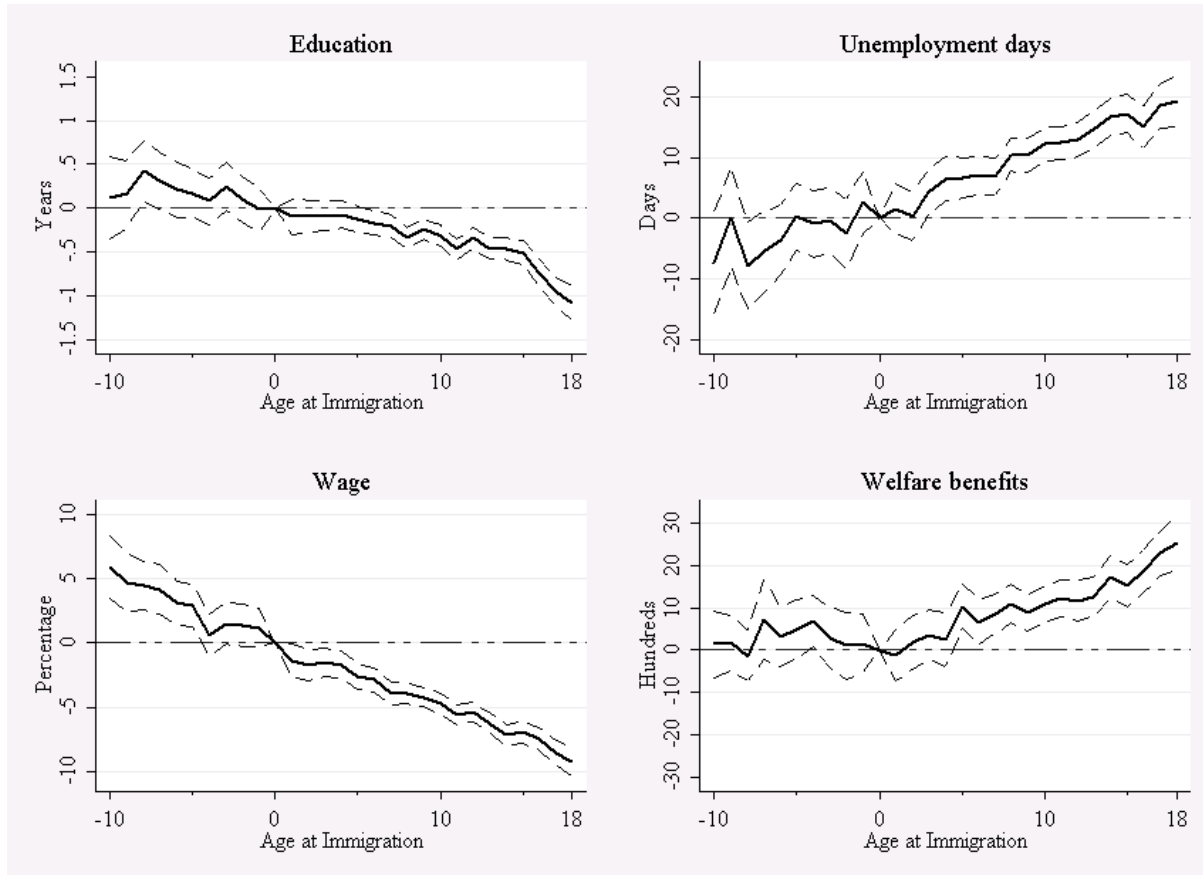 Education
Years
1.5
1
.5
0
-.5
-1
-1.5
-10 0 10 18
Age at Immigration
Unemployment days
Days
20
10
0
-10
-20
-10 0 10 18
Age at Immigration
Wage
Percentage
10
5
0
-5
-10
-10 0 10 18
Age at Immigration
Welfare benefits
Hundreds
30
20
10
0
-10
-20
-30
-10 0 10 18
Age at Immigration